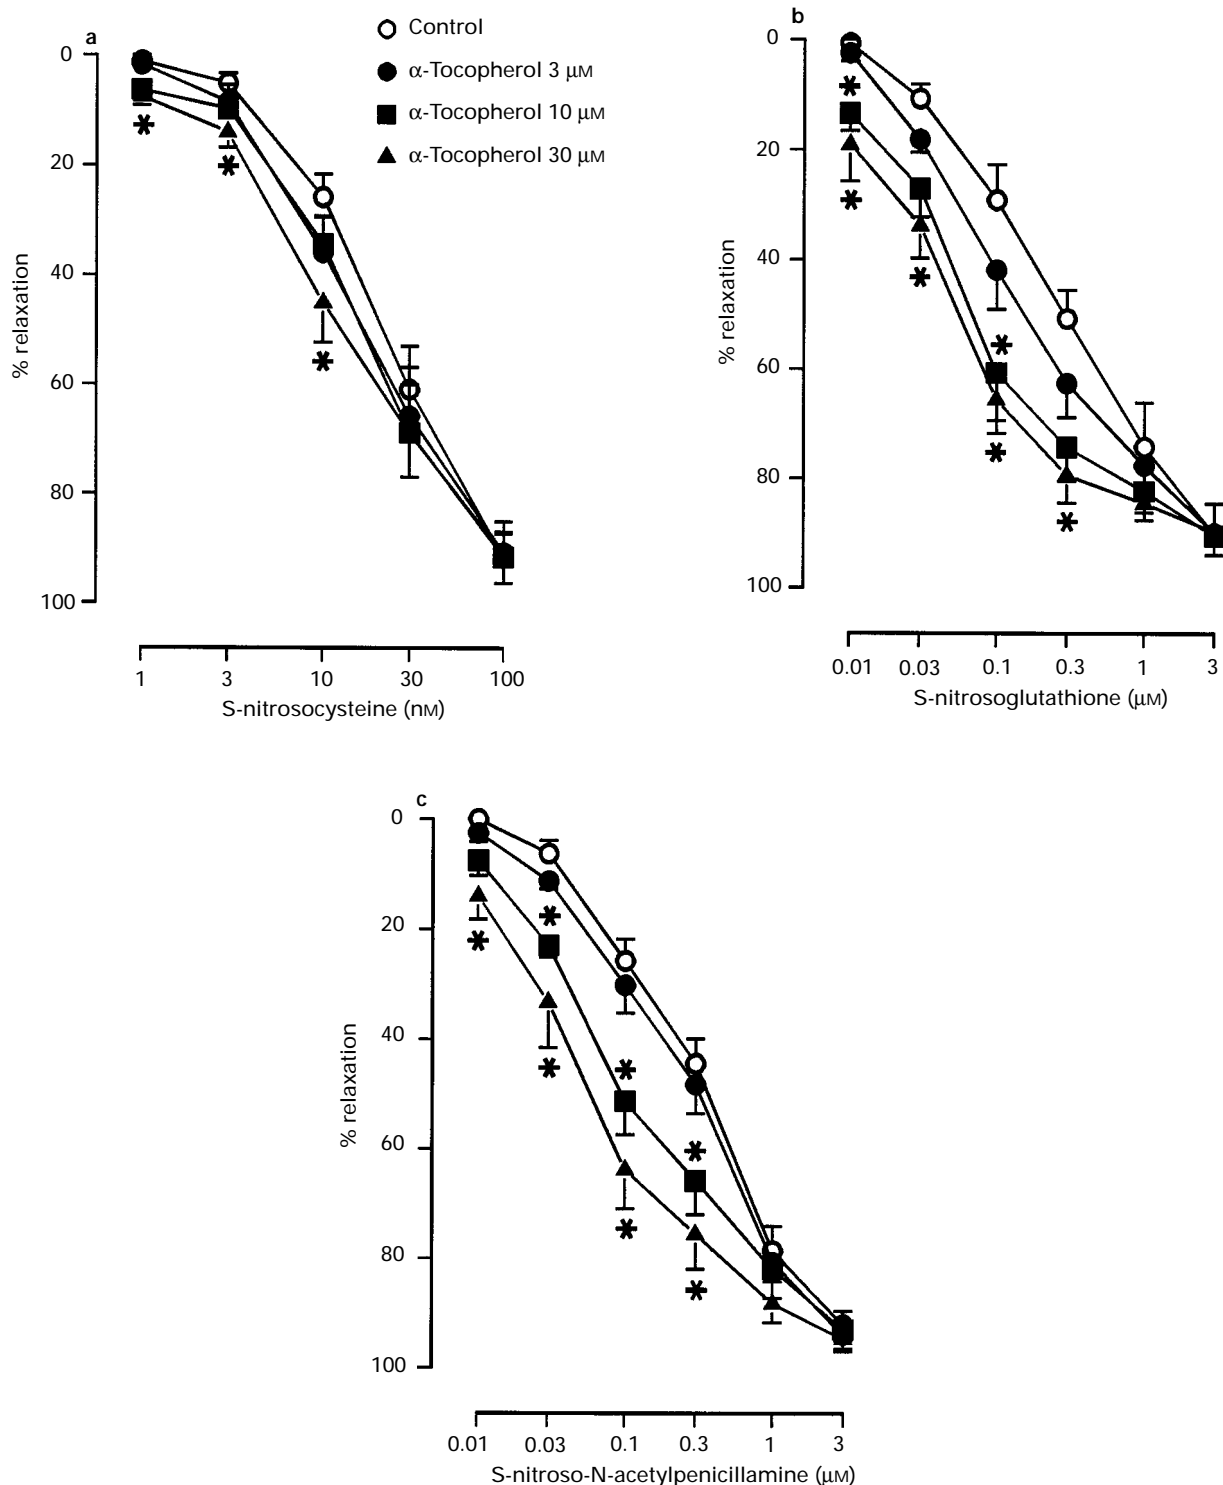 a
Control
α-Tocopherol 3 μM
α-Tocopherol 10 μM
α-Tocopherol 30 μM
0
20
40
60
80
100
% relaxation
1 3 10 30 100
S-nitrosocysteine (nM)
b
0
20
40
60
80
100
% relaxation
0.01 0.03 0.1 0.3 1 3
S-nitrosoglutathione (μM)
c
0
20
40
60
80
100
% relaxation
0.01 0.03 0.1 0.3 1 3
S-nitroso-N-acetylpenicillamine (μM)